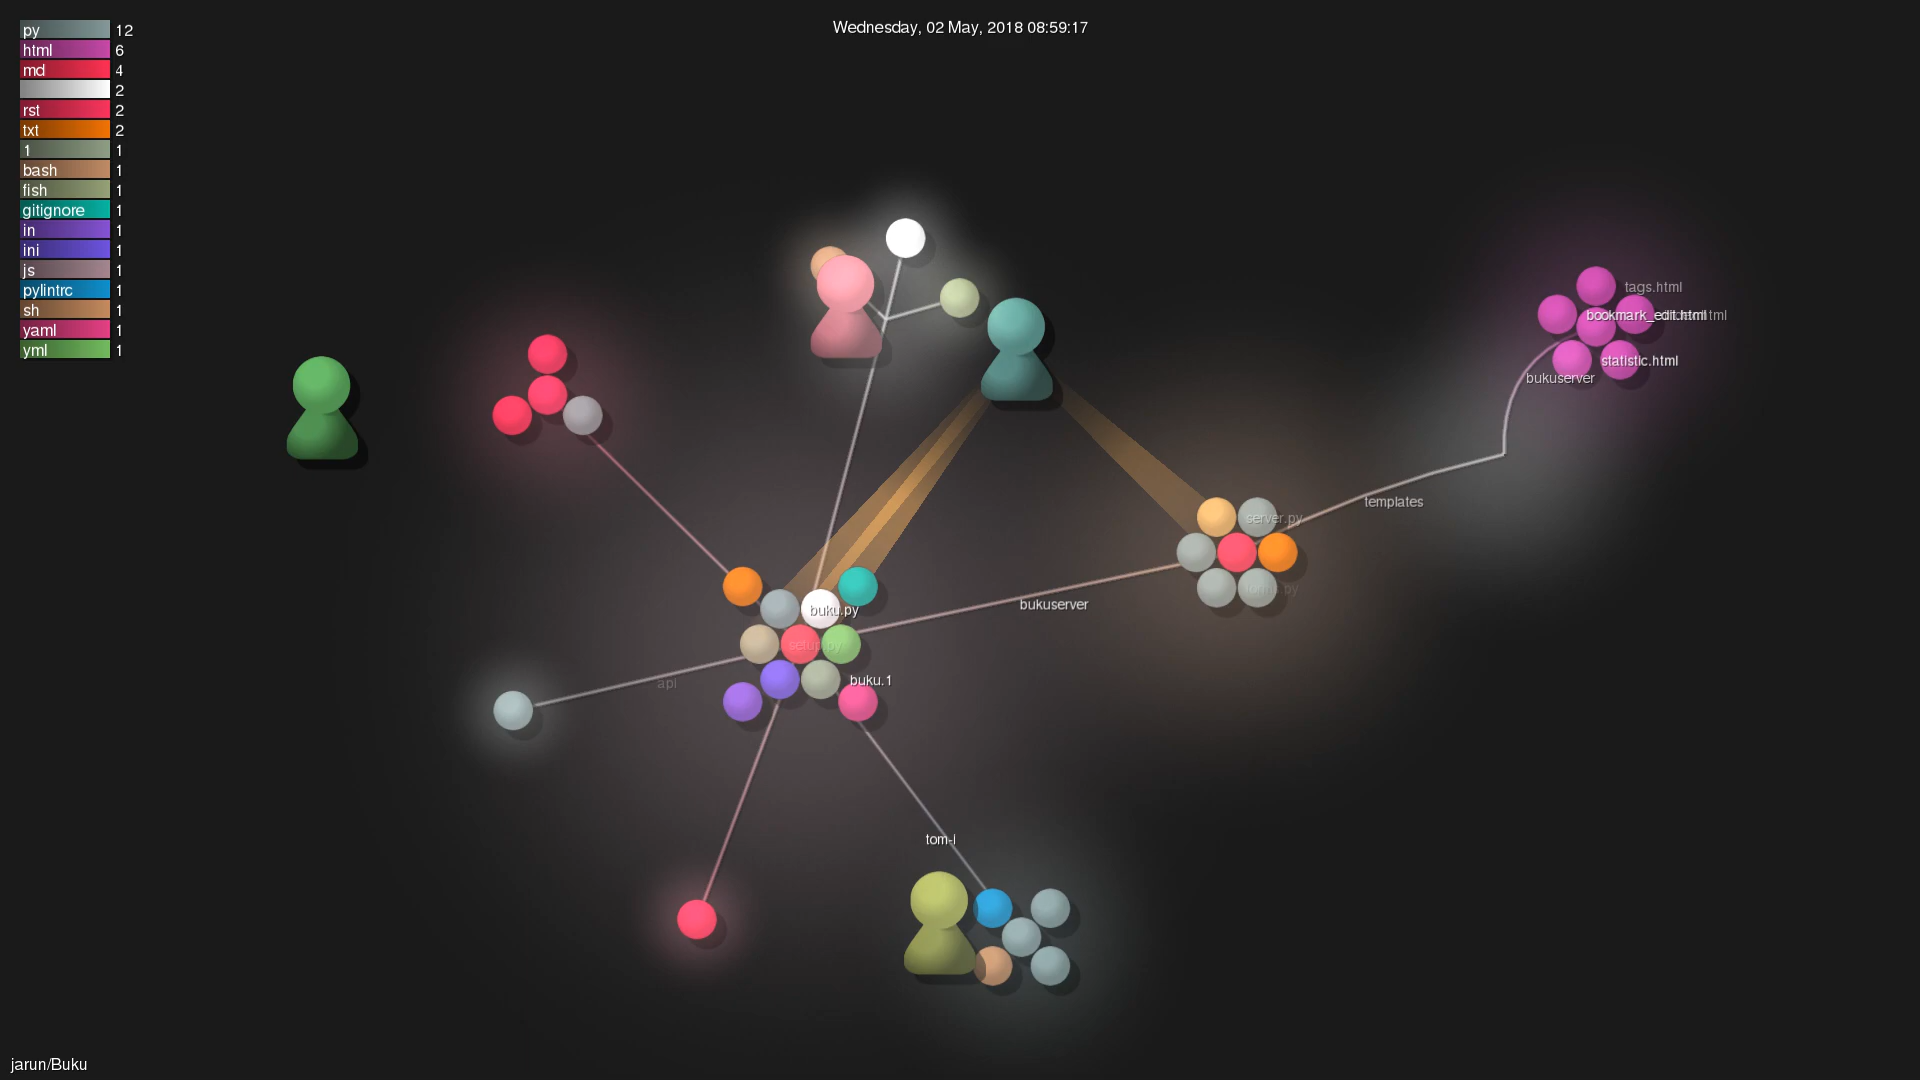 Wednesday, 02 May, 2018 08:59:17
py 12
html 6
md 4
2
rst 2
txt 2
1 1
bash 1
fish 1
gitignore 1
in 1
ini 1
js 1
pylintrc 1
sh 1
yaml 1
yml 1
tags.html
bookmark_edit.html
statistic.html
bukuserver
templates
server.py
bukuserver
buku.py
setup.py
api
buku.1
tom-i
jarun/Buku